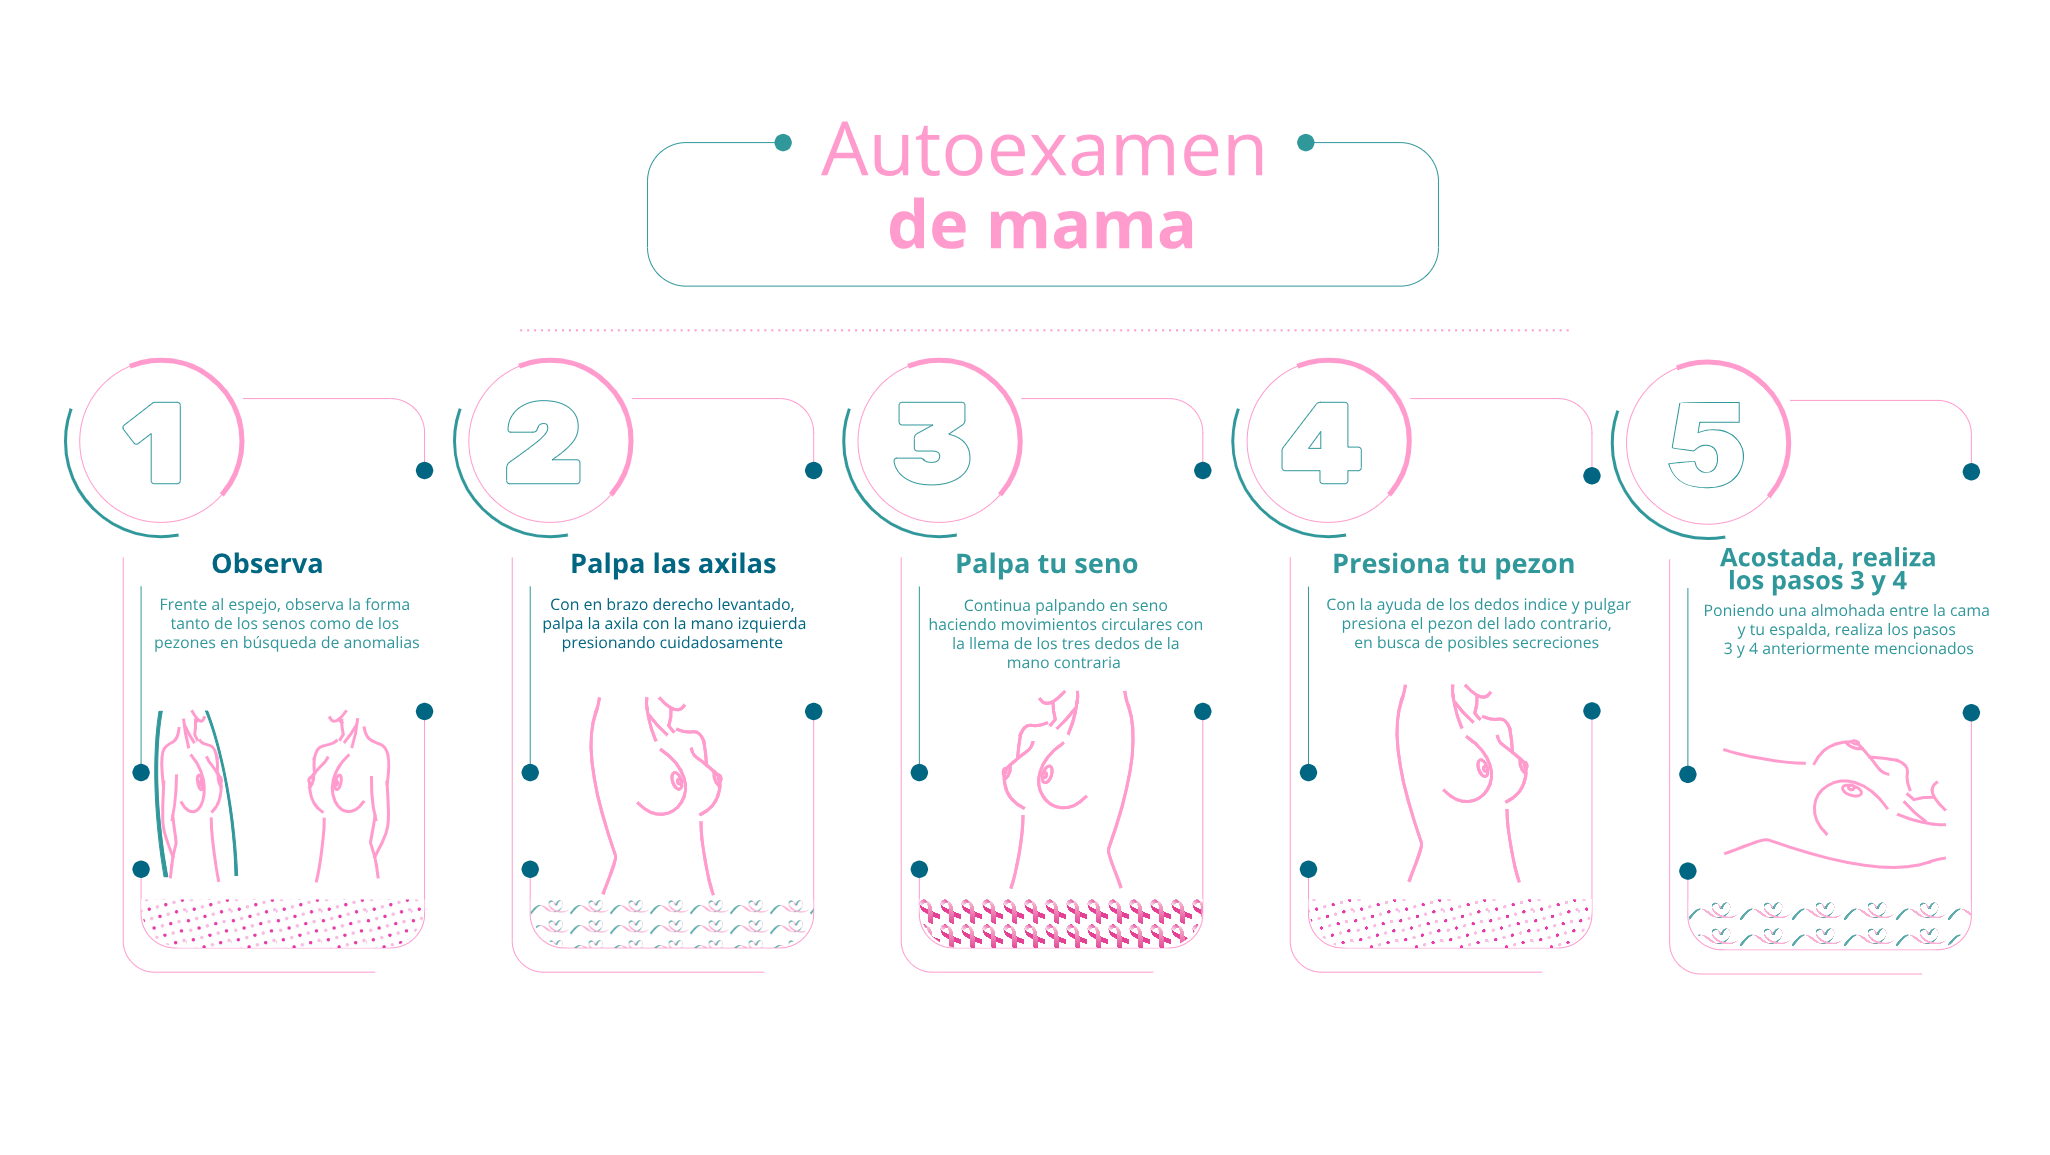 Autoexamen
de mama
1
Observa
Frente al espejo, observa la forma
tanto de los senos como de los
pezones en búsqueda de anomalias
2
Palpa las axilas
Con en brazo derecho levantado,
palpa la axila con la mano izquierda
presionando cuidadosamente
3
Palpa tu seno
Continua palpando en seno
haciendo movimientos circulares con
la llema de los tres dedos de la
mano contraria
4
Presiona tu pezon
Con la ayuda de los dedos indice y pulgar
presiona el pezon del lado contrario,
en busca de posibles secreciones
5
Acostada, realiza
los pasos 3 y 4
Poniendo una almohada entre la cama
y tu espalda, realiza los pasos
3 y 4 anteriormente mencionados